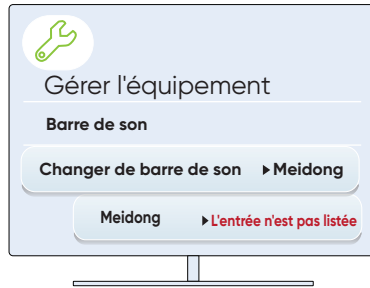 Gérer l'équipement
Barre de son
Changer de barre de son ▸Meidong
Meidong ▸L'entrée n'est pas listée